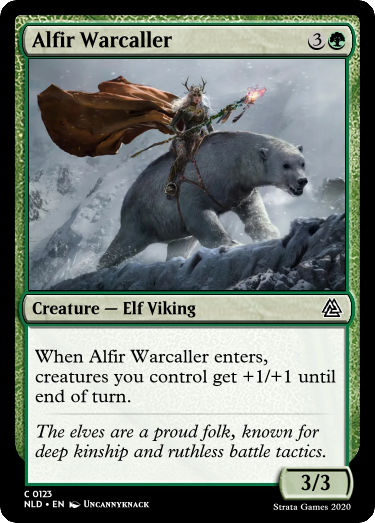 Alfir Warcaller 3
Creature — Elf Viking
When Alfir Warcaller enters,
creatures you control get +1/+1 until
end of turn.
The elves are a proud folk, known for
deep kinship and ruthless battle tactics.
3/3
C 0123
NLD • EN Uncannyknack
Strata Games 2020